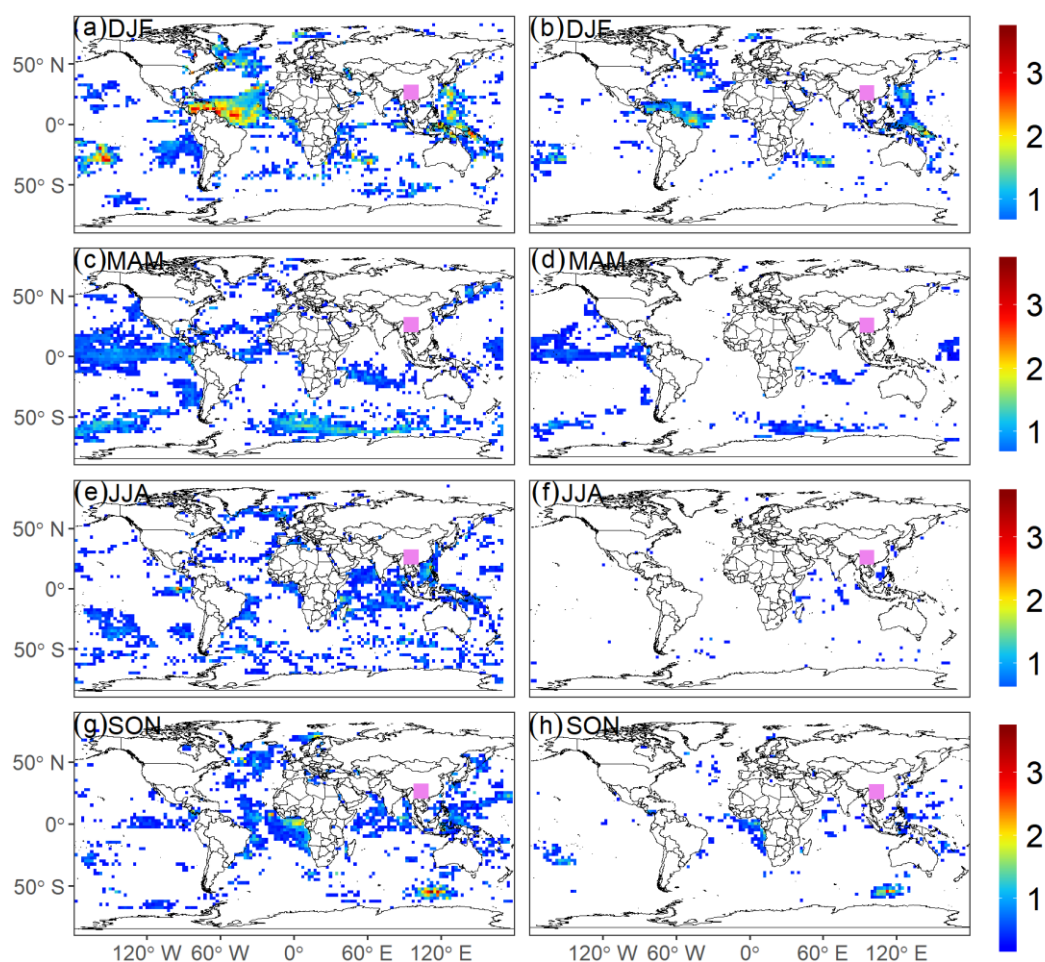 (a)DJF
(b) DJF
50° N
0°
50° S
3
2
1
(c)MAM
(d) MAM
50° N
0°
50° S
3
2
1
(e)JJA
(f) JJA
50° N
0°
50° S
3
2
1
(g)SON
(h) SON
50° N
0°
50° S
3
2
1
120° W 60° W 0° 60° E 120° E
120° W 60° W 0° 60° E 120° E